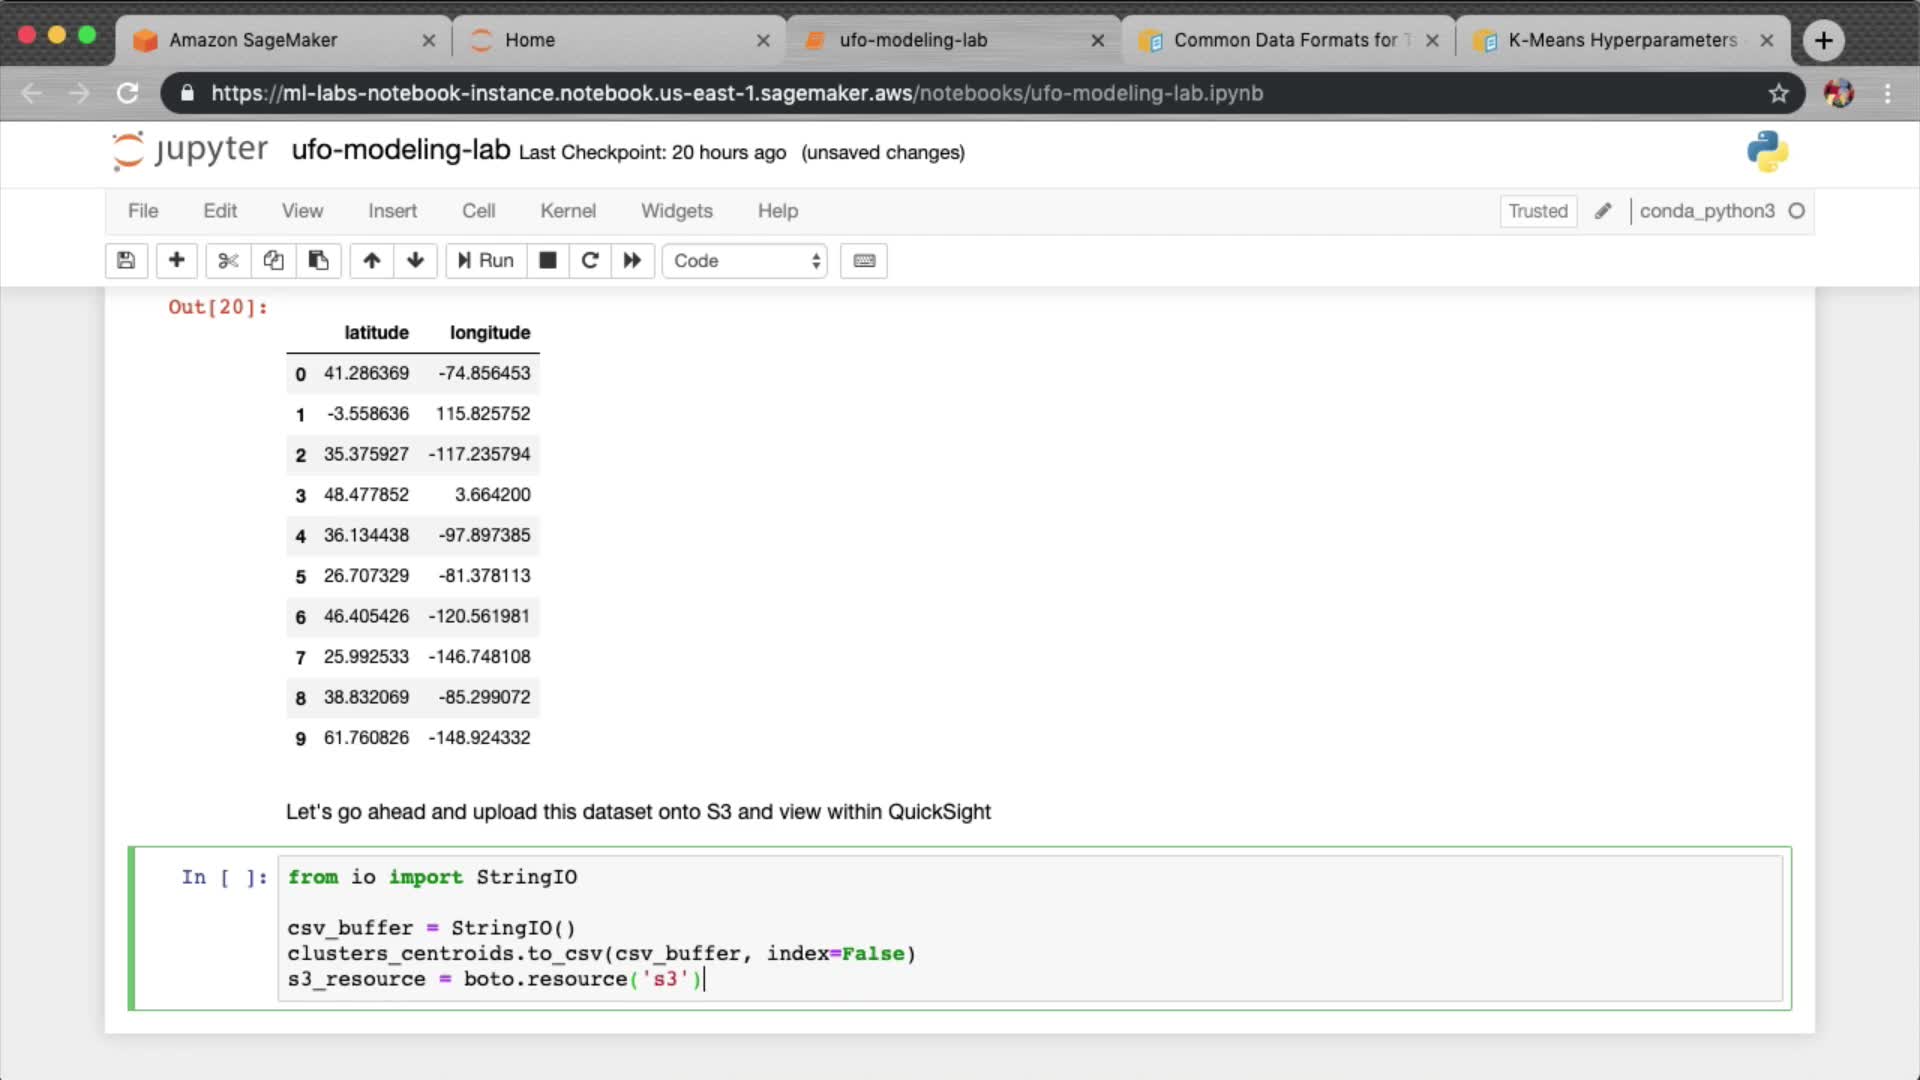 Amazon SageMaker
Home
ufo-modeling-lab
Common Data Formats for
K-Means Hyperparameters
https://ml-labs-notebook-instance.notebook.us-east-1.sagemaker.aws/notebooks/ufo-modeling-lab.ipynb
jupyter ufo-modeling-lab Last Checkpoint: 20 hours ago (unsaved changes)
File Edit View Insert Cell Kernel Widgets Help Trusted conda_python3
Run Code
Out[20]:
latitude longitude
0 41.286369 -74.856453
1 -3.558636 115.825752
2 35.375927 -117.235794
3 48.477852 3.664200
4 36.134438 -97.897385
5 26.707329 -81.378113
6 46.405426 -120.561981
7 25.992533 -146.748108
8 38.832069 -85.299072
9 61.760826 -148.924332
Let's go ahead and upload this dataset onto S3 and view within QuickSight
In [ ]: from io import StringIO
csv_buffer = StringIO()
clusters_centroids.to_csv(csv_buffer, index=False)
s3_resource = boto.resource('s3')